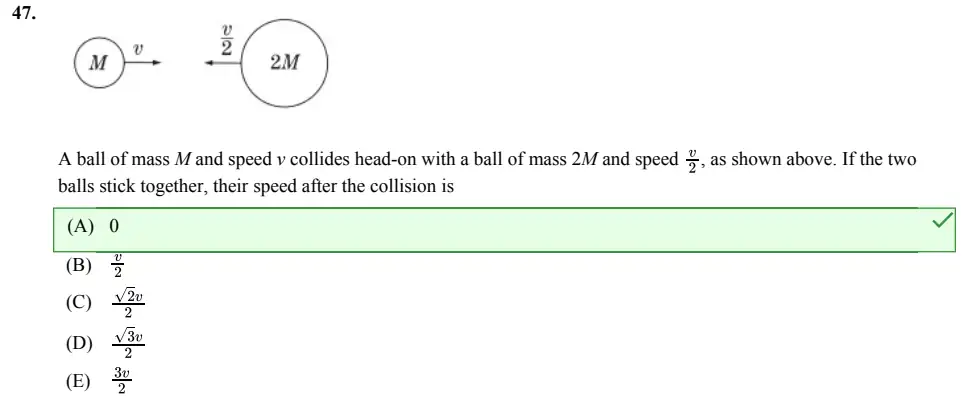 47.
M v v/2 2M
A ball of mass M and speed v collides head-on with a ball of mass 2M and speed v/2, as shown above. If the two
balls stick together, their speed after the collision is
(A) 0
(B) v/2
(C) √2v/2
(D) √3v/2
(E) 3v/2